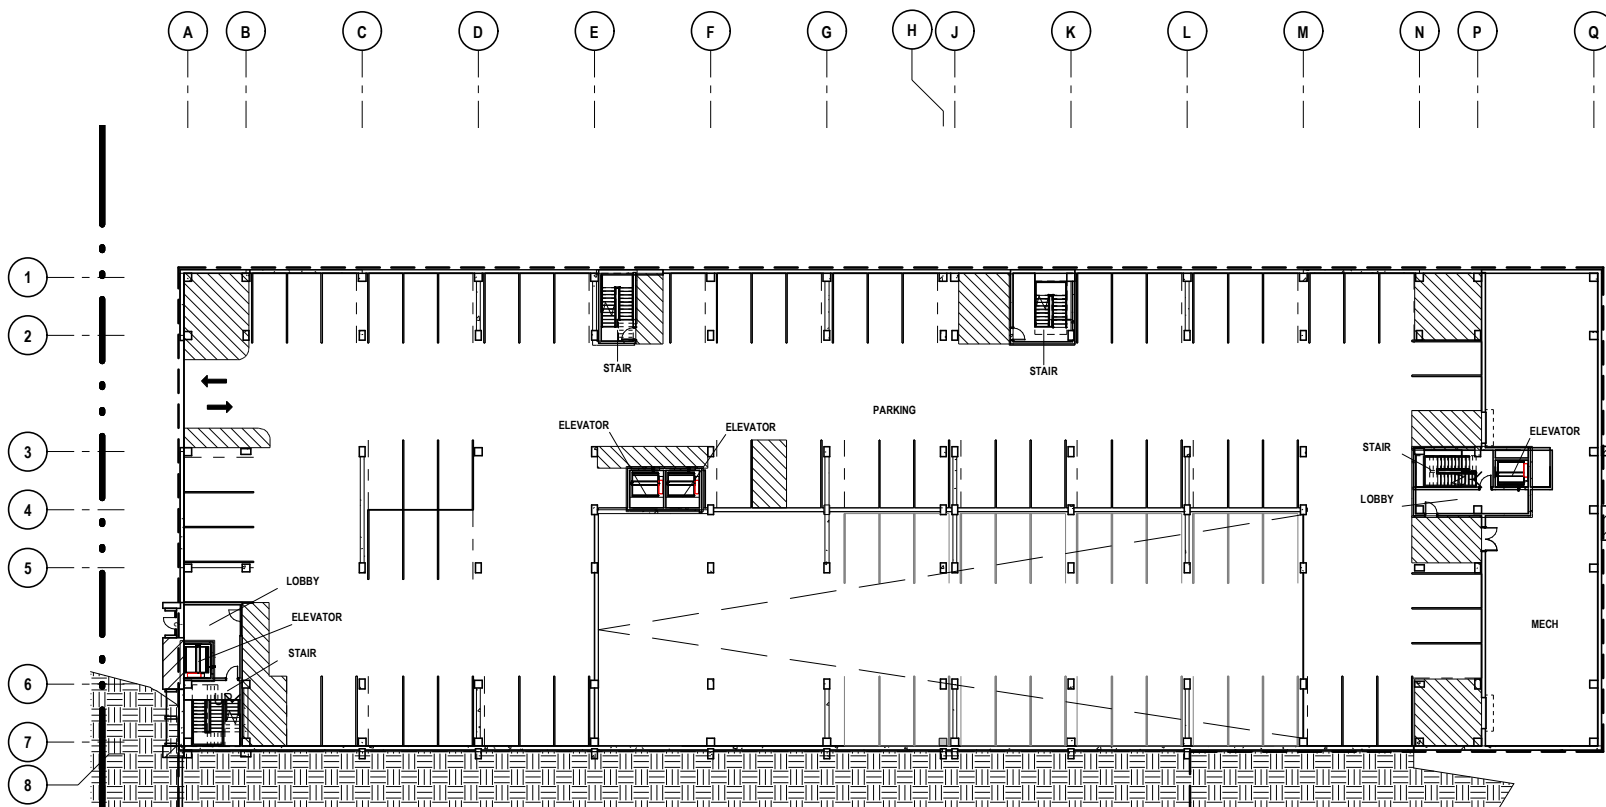 A B C D E F G H J K L M N P Q
1
2
STAIR
STAIR
PARKING
ELEVATOR
ELEVATOR
ELEVATOR
3
STAIR
LOBBY
4
5
LOBBY
ELEVATOR
MECH
STAIR
6
UP
7
8